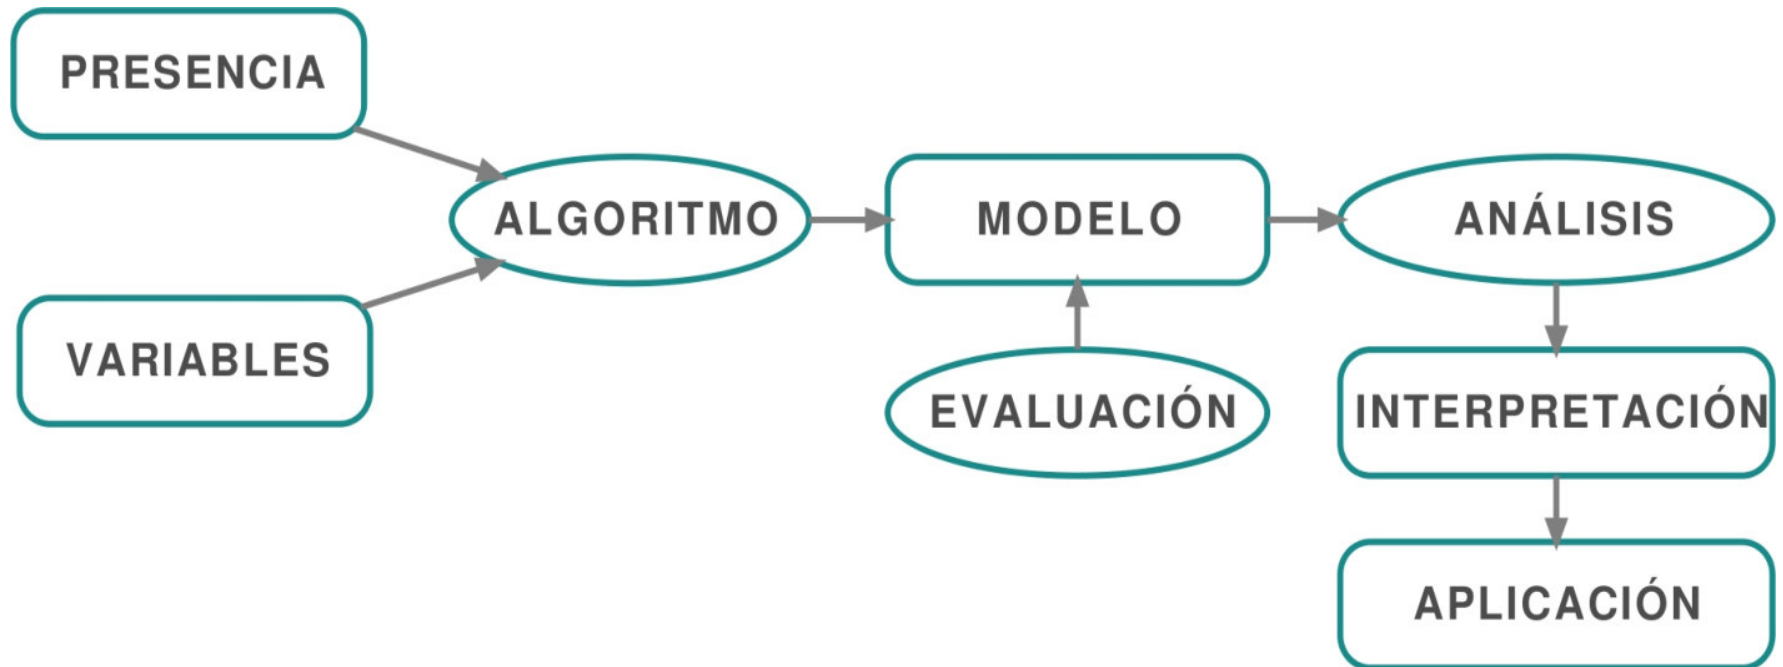 PRESENCIA
VARIABLES
ALGORITMO
MODELO
EVALUACIÓN
ANÁLISIS
INTERPRETACIÓN
APLICACIÓN